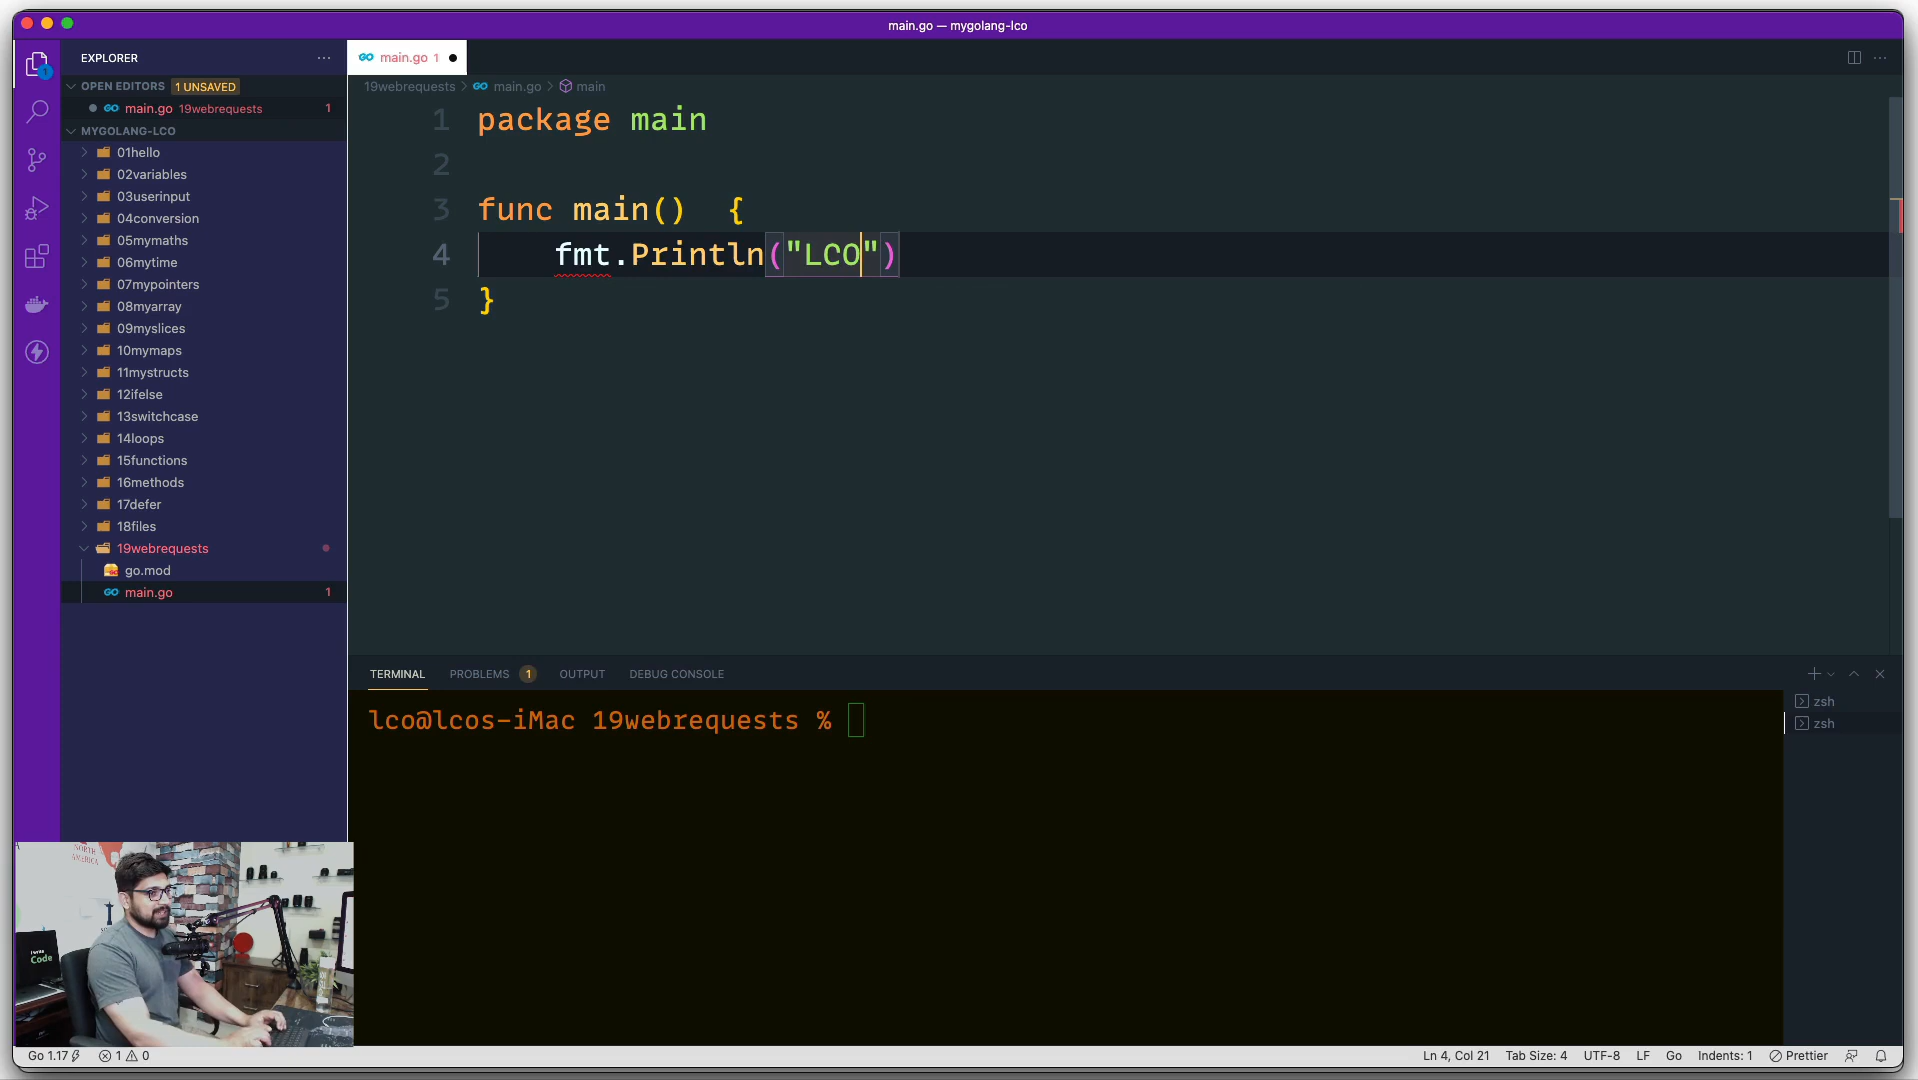 main.go — mygolang-lco
EXPLORER
OPEN EDITORS 1 UNSAVED
main.go 19webrequests 1
MYGOLANG-LCO
01hello
02variables
03userinput
04conversion
05mymaths
06mytime
07mypointers
08myarray
09myslices
10mymaps
11mystructs
12ifelse
13switchcase
14loops
15functions
16methods
17defer
18files
19webrequests
go.mod
main.go 1
main.go 1
19webrequests > main.go > main
1 package main
2
3 func main()  {
4 fmt.Println("LCO")
5 }
TERMINAL PROBLEMS 1 OUTPUT DEBUG CONSOLE
lco@lcos-iMac 19webrequests %
zsh
zsh
NORTH
AMERICA
I write
Code
Go 1.17 1 0
Ln 4, Col 21 Tab Size: 4 UTF-8 LF Go Indents: 1 Prettier